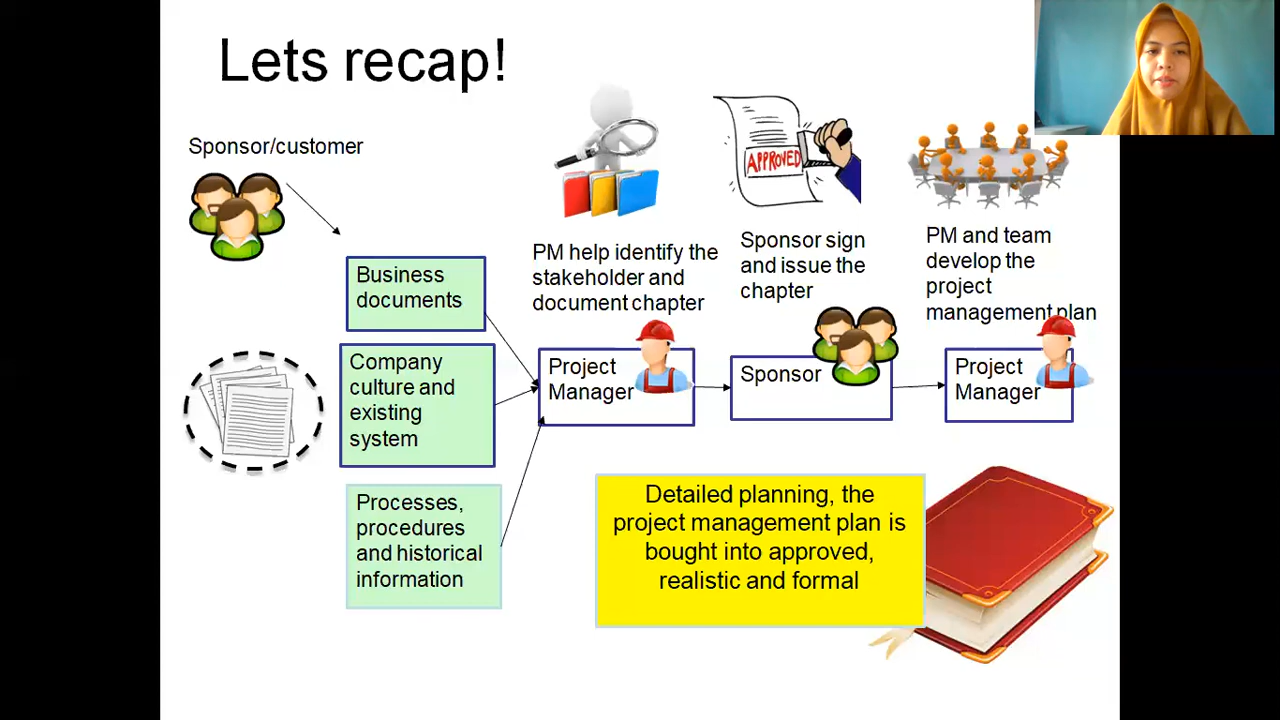 Lets recap!
Sponsor/customer
Business
documents
Company
culture and
existing
system
Processes,
procedures
and historical
information
PM help identify the
stakeholder and
document chapter
Project
Manager
APPROVED
Sponsor sign
and issue the
chapter
Sponsor
PM and team
develop the
project
management plan
Project
Manager
Detailed planning, the
project management plan is
bought into approved,
realistic and formal